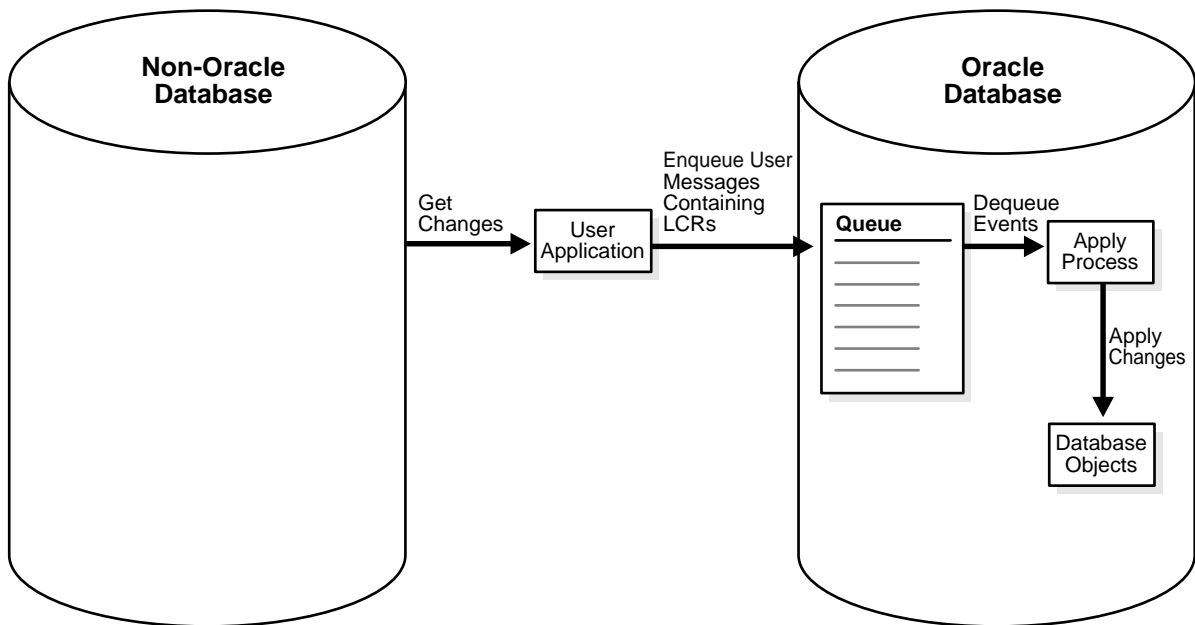 Non-Oracle
Database
Get
Changes
User
Application
Enqueue User
Messages
Containing
LCRs
Oracle
Database
Queue
Dequeue
Events
Apply
Process
Apply
Changes
Database
Objects